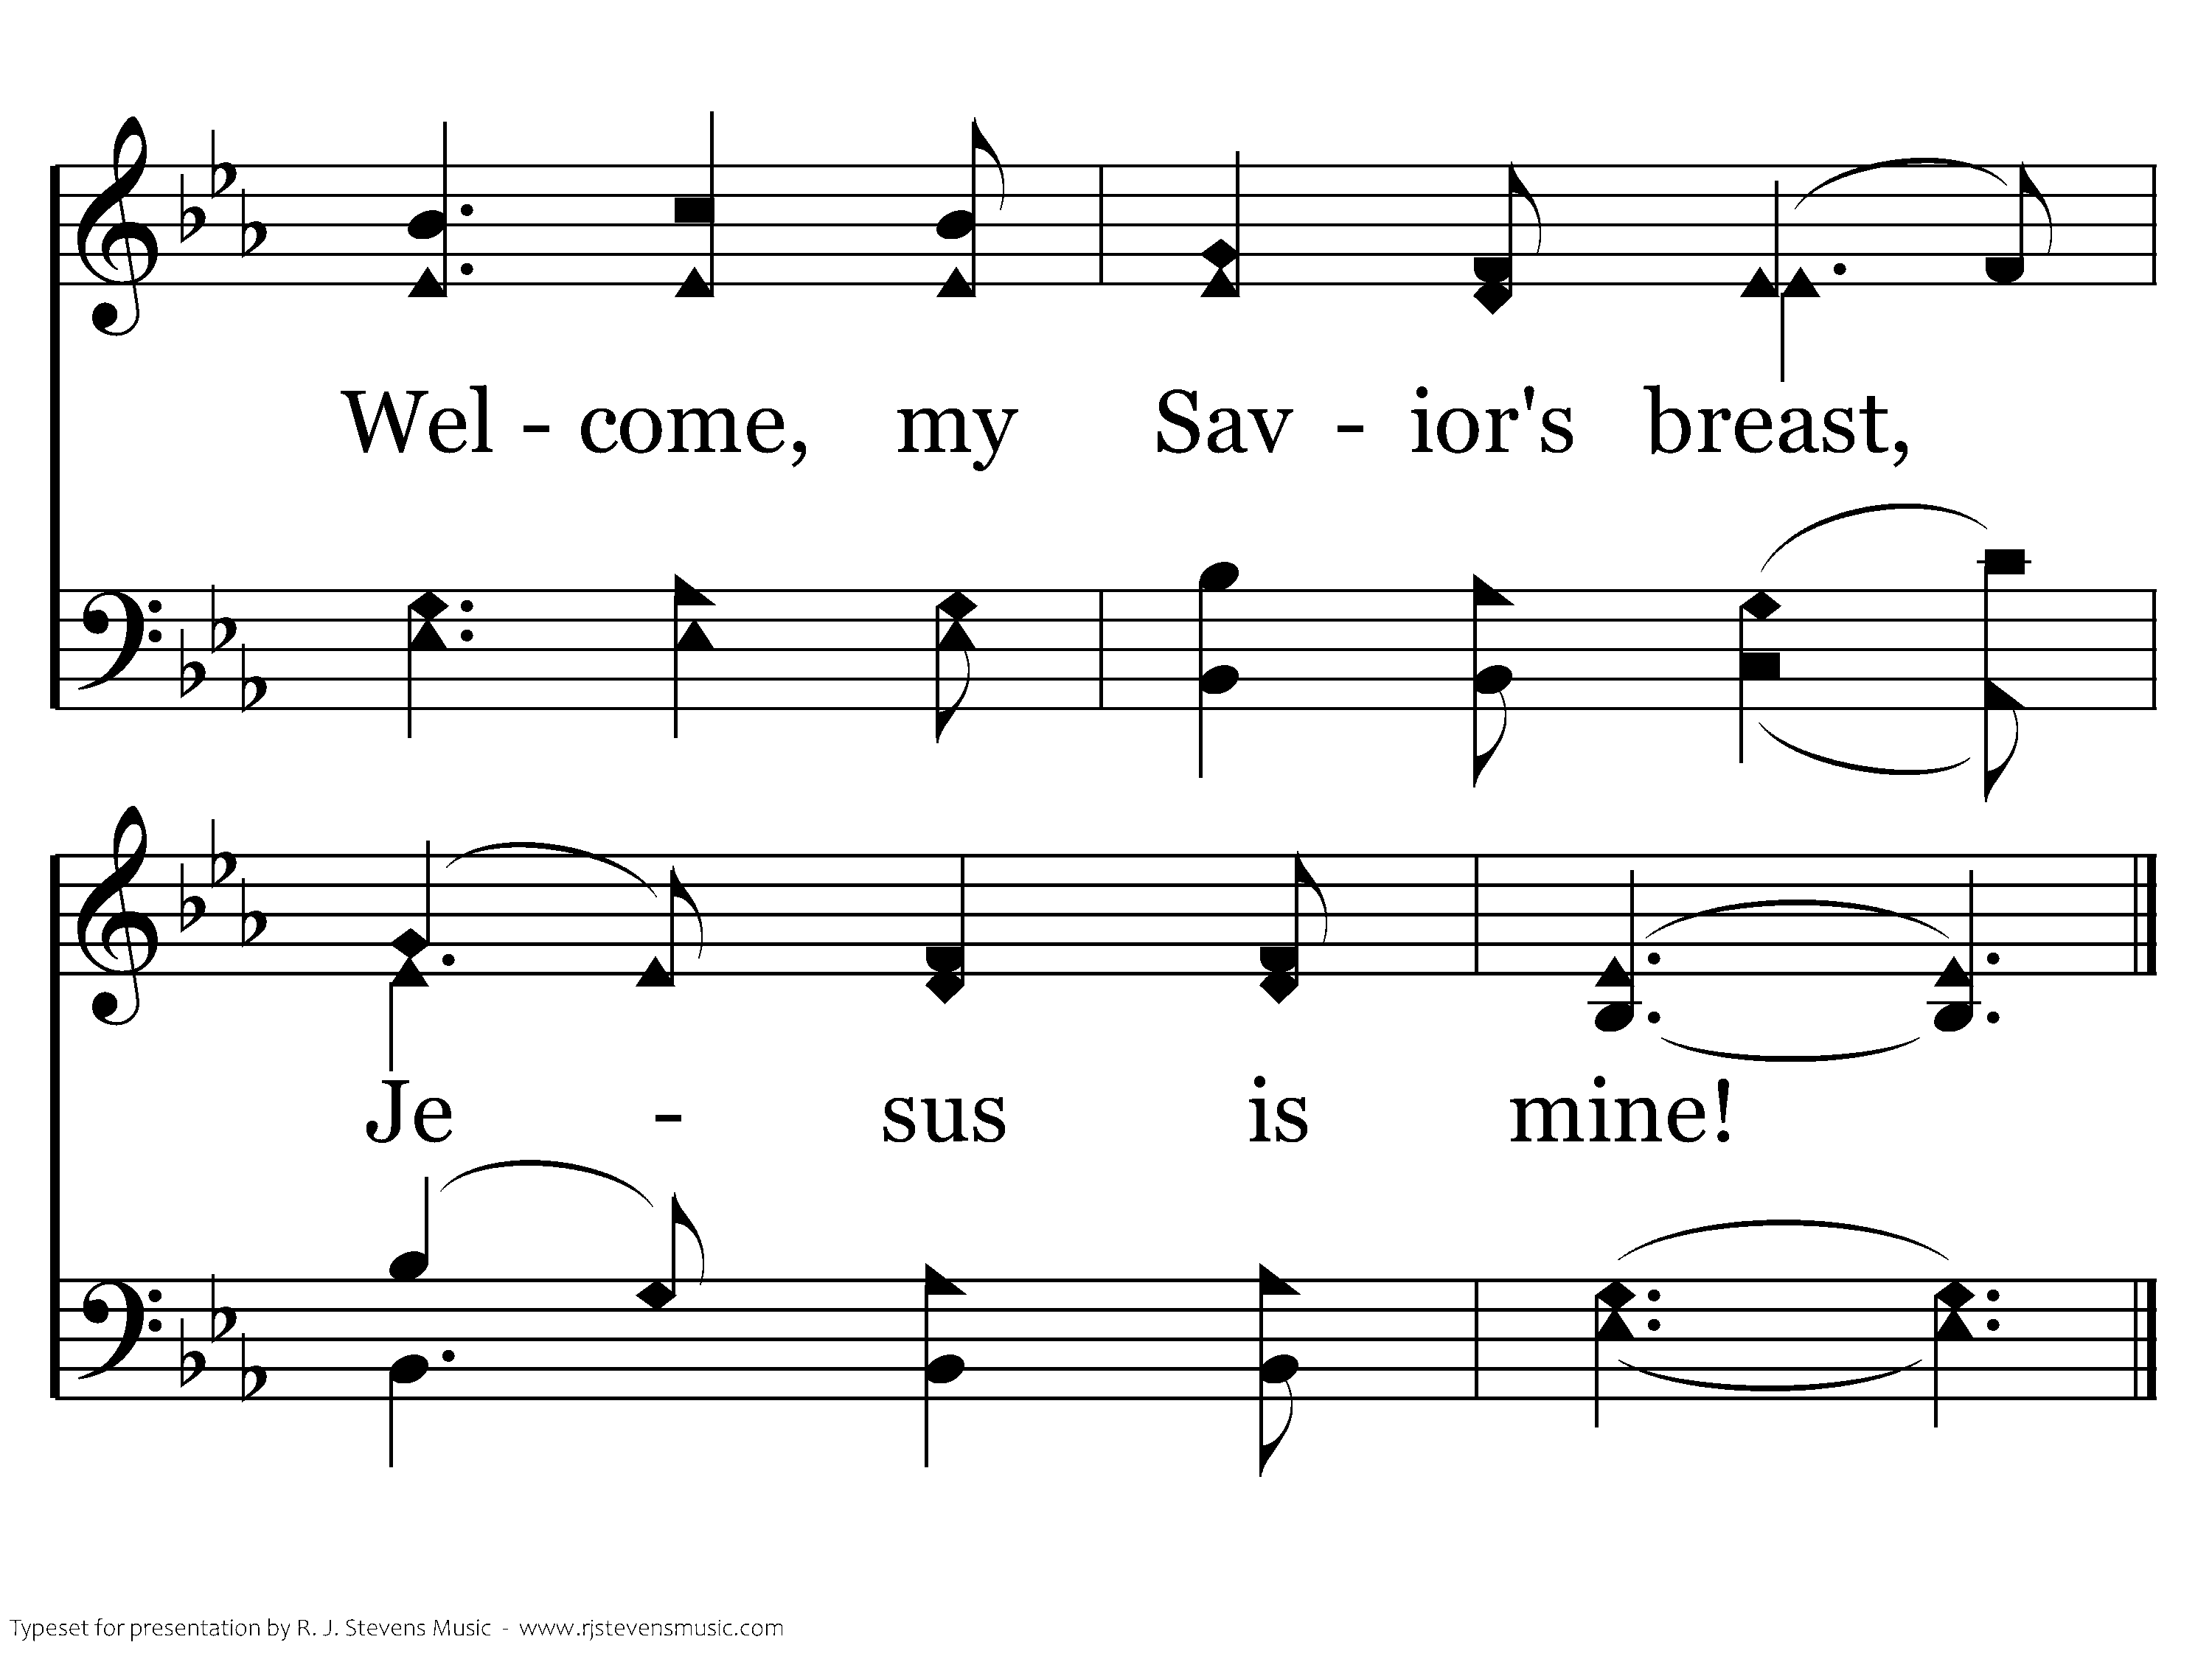 Wel - come, my Sav - ior's breast,
Je - sus is mine!
Typeset for presentation by R. J. Stevens Music - www.rjstevensmusic.com